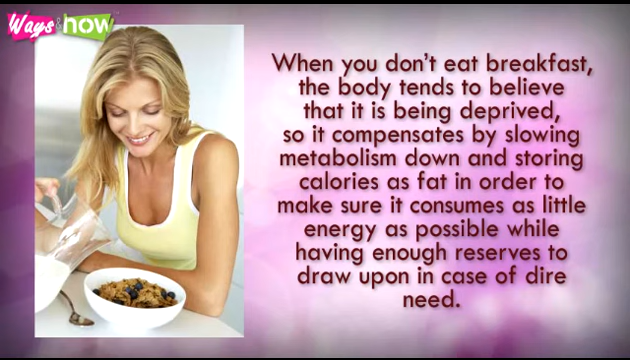 Ways & how
When you don't eat breakfast,
the body tends to believe
that it is being deprived,
so it compensates by slowing
metabolism down and storing
calories as fat in order to
make sure it consumes as little
energy as possible while
having enough reserves to
draw upon in case of dire
need.